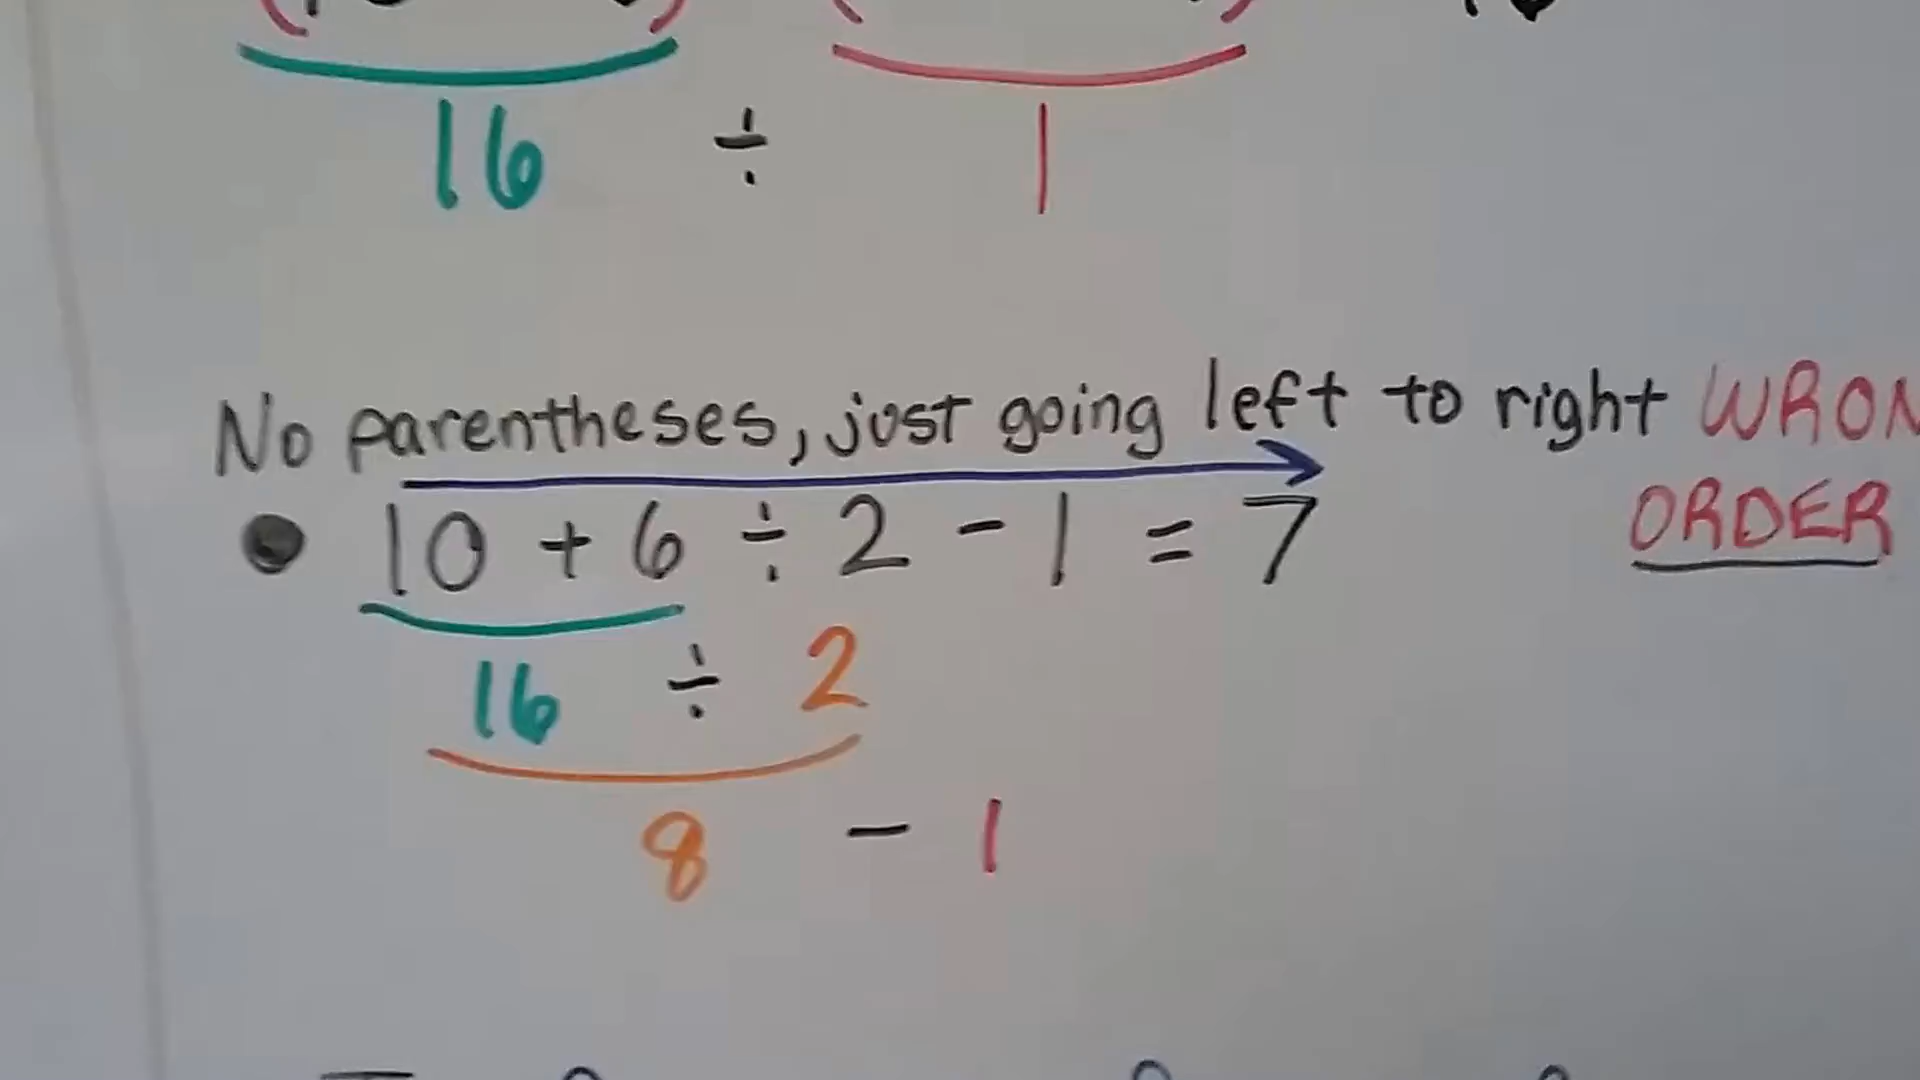 16 ÷ 1
No parentheses, just going left to right WRON
ORDER
10 + 6 ÷ 2 - 1 = 7
16 ÷ 2
8 - 1